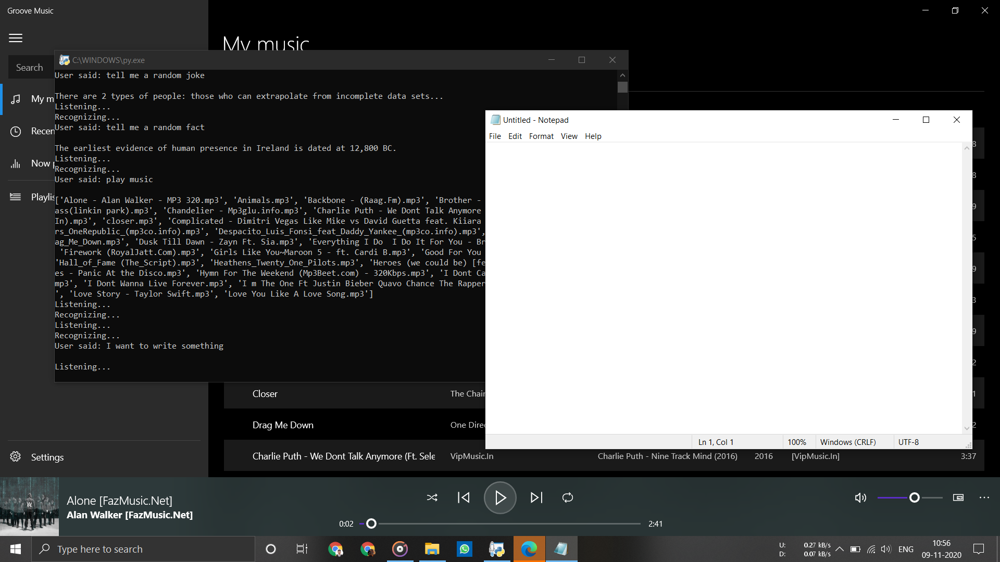 Groove Music
My music
Search
My m
Recen
Now p
Playlis
Settings
C:\WINDOWS\py.exe
User said: tell me a random joke
There are 2 types of people: those who can extrapolate from incomplete data sets...
Listening...
Recognizing...
User said: tell me a random fact
The earliest evidence of human presence in Ireland is dated at 12,800 BC.
Listening...
Recognizing...
User said: play music
['Alone - Alan Walker - MP3 320.mp3', 'Animals.mp3', 'Backbone - (Raag.Fm).mp3', 'Brother -
ass(linkin park).mp3', 'Chandelier - Mp3glu.info.mp3', 'Charlie Puth - We Dont Talk Anymore
In).mp3', 'closer.mp3', 'Complicated - Dimitri Vegas Like Mike vs David Guetta feat. Kiiara
rs_OneRepublic_(mp3co.info).mp3', 'Despacito_Luis_Fonsi_feat_Daddy_Yankee_(mp3co.info).mp3',
ag_Me_Down.mp3', 'Dusk Till Dawn - Zayn Ft. Sia.mp3', 'Everything I Do  I Do It For You - Br
'Firework (RoyalJatt.Com).mp3', 'Girls Like You~Maroon 5 - ft. Cardi B.mp3', 'Good For You
'Hall_of_Fame (The_Script).mp3', 'Heathens_Twenty_One_Pilots.mp3', 'Heroes (we could be) [fe
es - Panic At the Disco.mp3', 'Hymn For The Weekend (Mp3Beet.com) - 320Kbps.mp3', 'I Dont Ca
mp3', 'I Dont Wanna Live Forever.mp3', 'I m The One Ft Justin Bieber Quavo Chance The Rapper
', 'Love Story - Taylor Swift.mp3', 'Love You Like A Love Song.mp3']
Listening...
Recognizing...
Listening...
Recognizing...
User said: I want to write something
Listening...
Untitled - Notepad
File Edit Format View Help
Ln 1, Col 1 100% Windows (CRLF) UTF-8
8
8
9
5
9
3
9
2
1
2
Closer The Chain
Drag Me Down One Direc
Charlie Puth - We Dont Talk Anymore (Ft. Sele VipMusic.In Charlie Puth - Nine Track Mind (2016) 2016 [VipMusic.In] 3:37
Alone [FazMusic.Net]
Alan Walker [FazMusic.Net]
0:02 2:41
Type here to search
U: 0.27 kB/s
D: 0.07 kB/s
ENG
10:56
09-11-2020